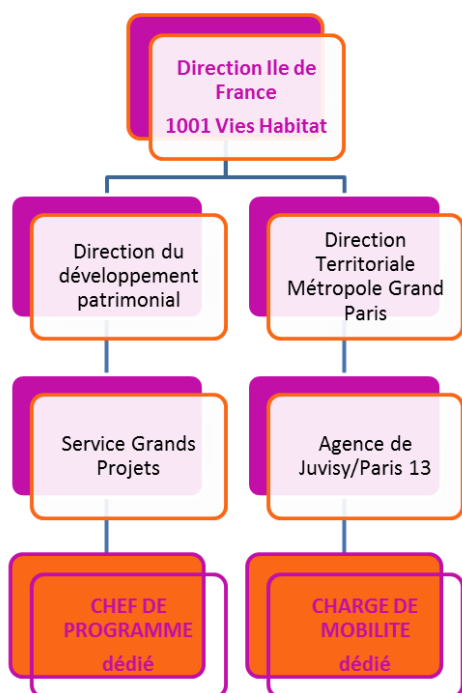 Direction Ile de
France
1001 Vies Habitat
Direction du
développement
patrimonial
Direction
Territoriale
Métropole Grand
Paris
Service Grands
Projets
Agence de
Juvisy/Paris 13
CHEF DE
PROGRAMME
dédié
CHARGE DE
MOBILITE
dédié